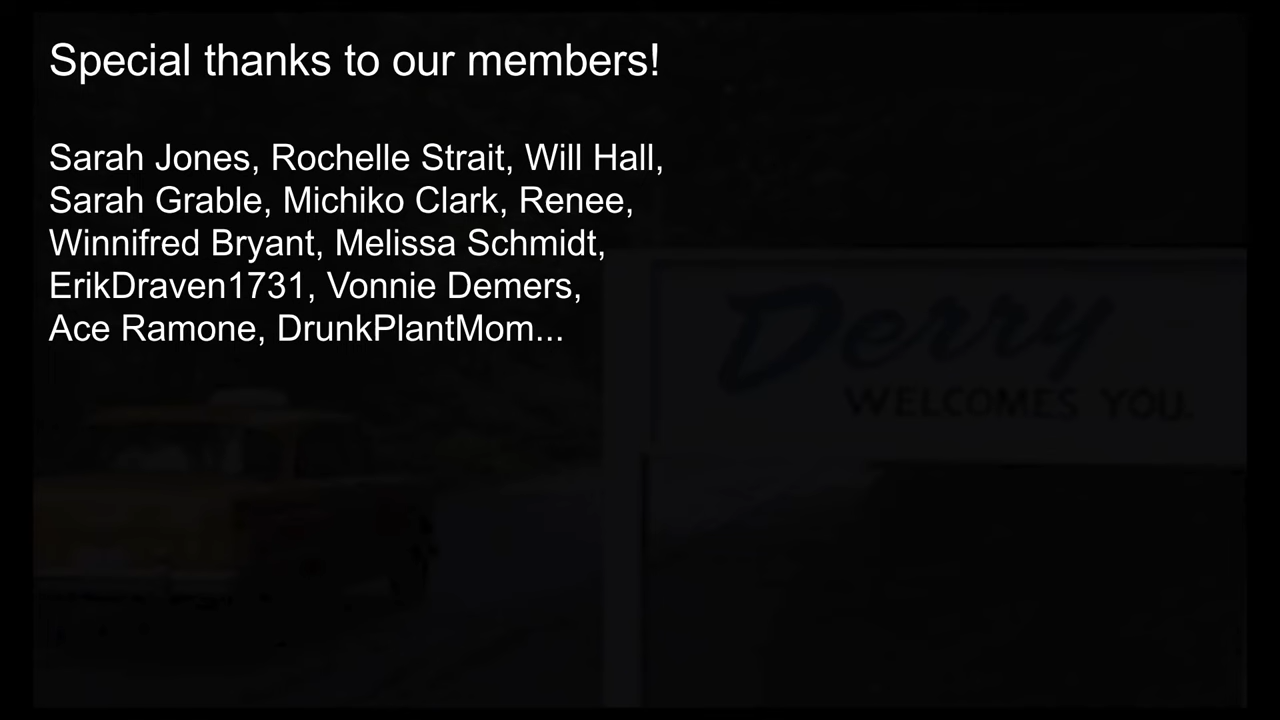 Special thanks to our members!
Sarah Jones, Rochelle Strait, Will Hall,
Sarah Grable, Michiko Clark, Renee,
Winnifred Bryant, Melissa Schmidt,
ErikDraven1731, Vonnie Demers,
Ace Ramone, DrunkPlantMom...
Derry
WELCOMES YOU.